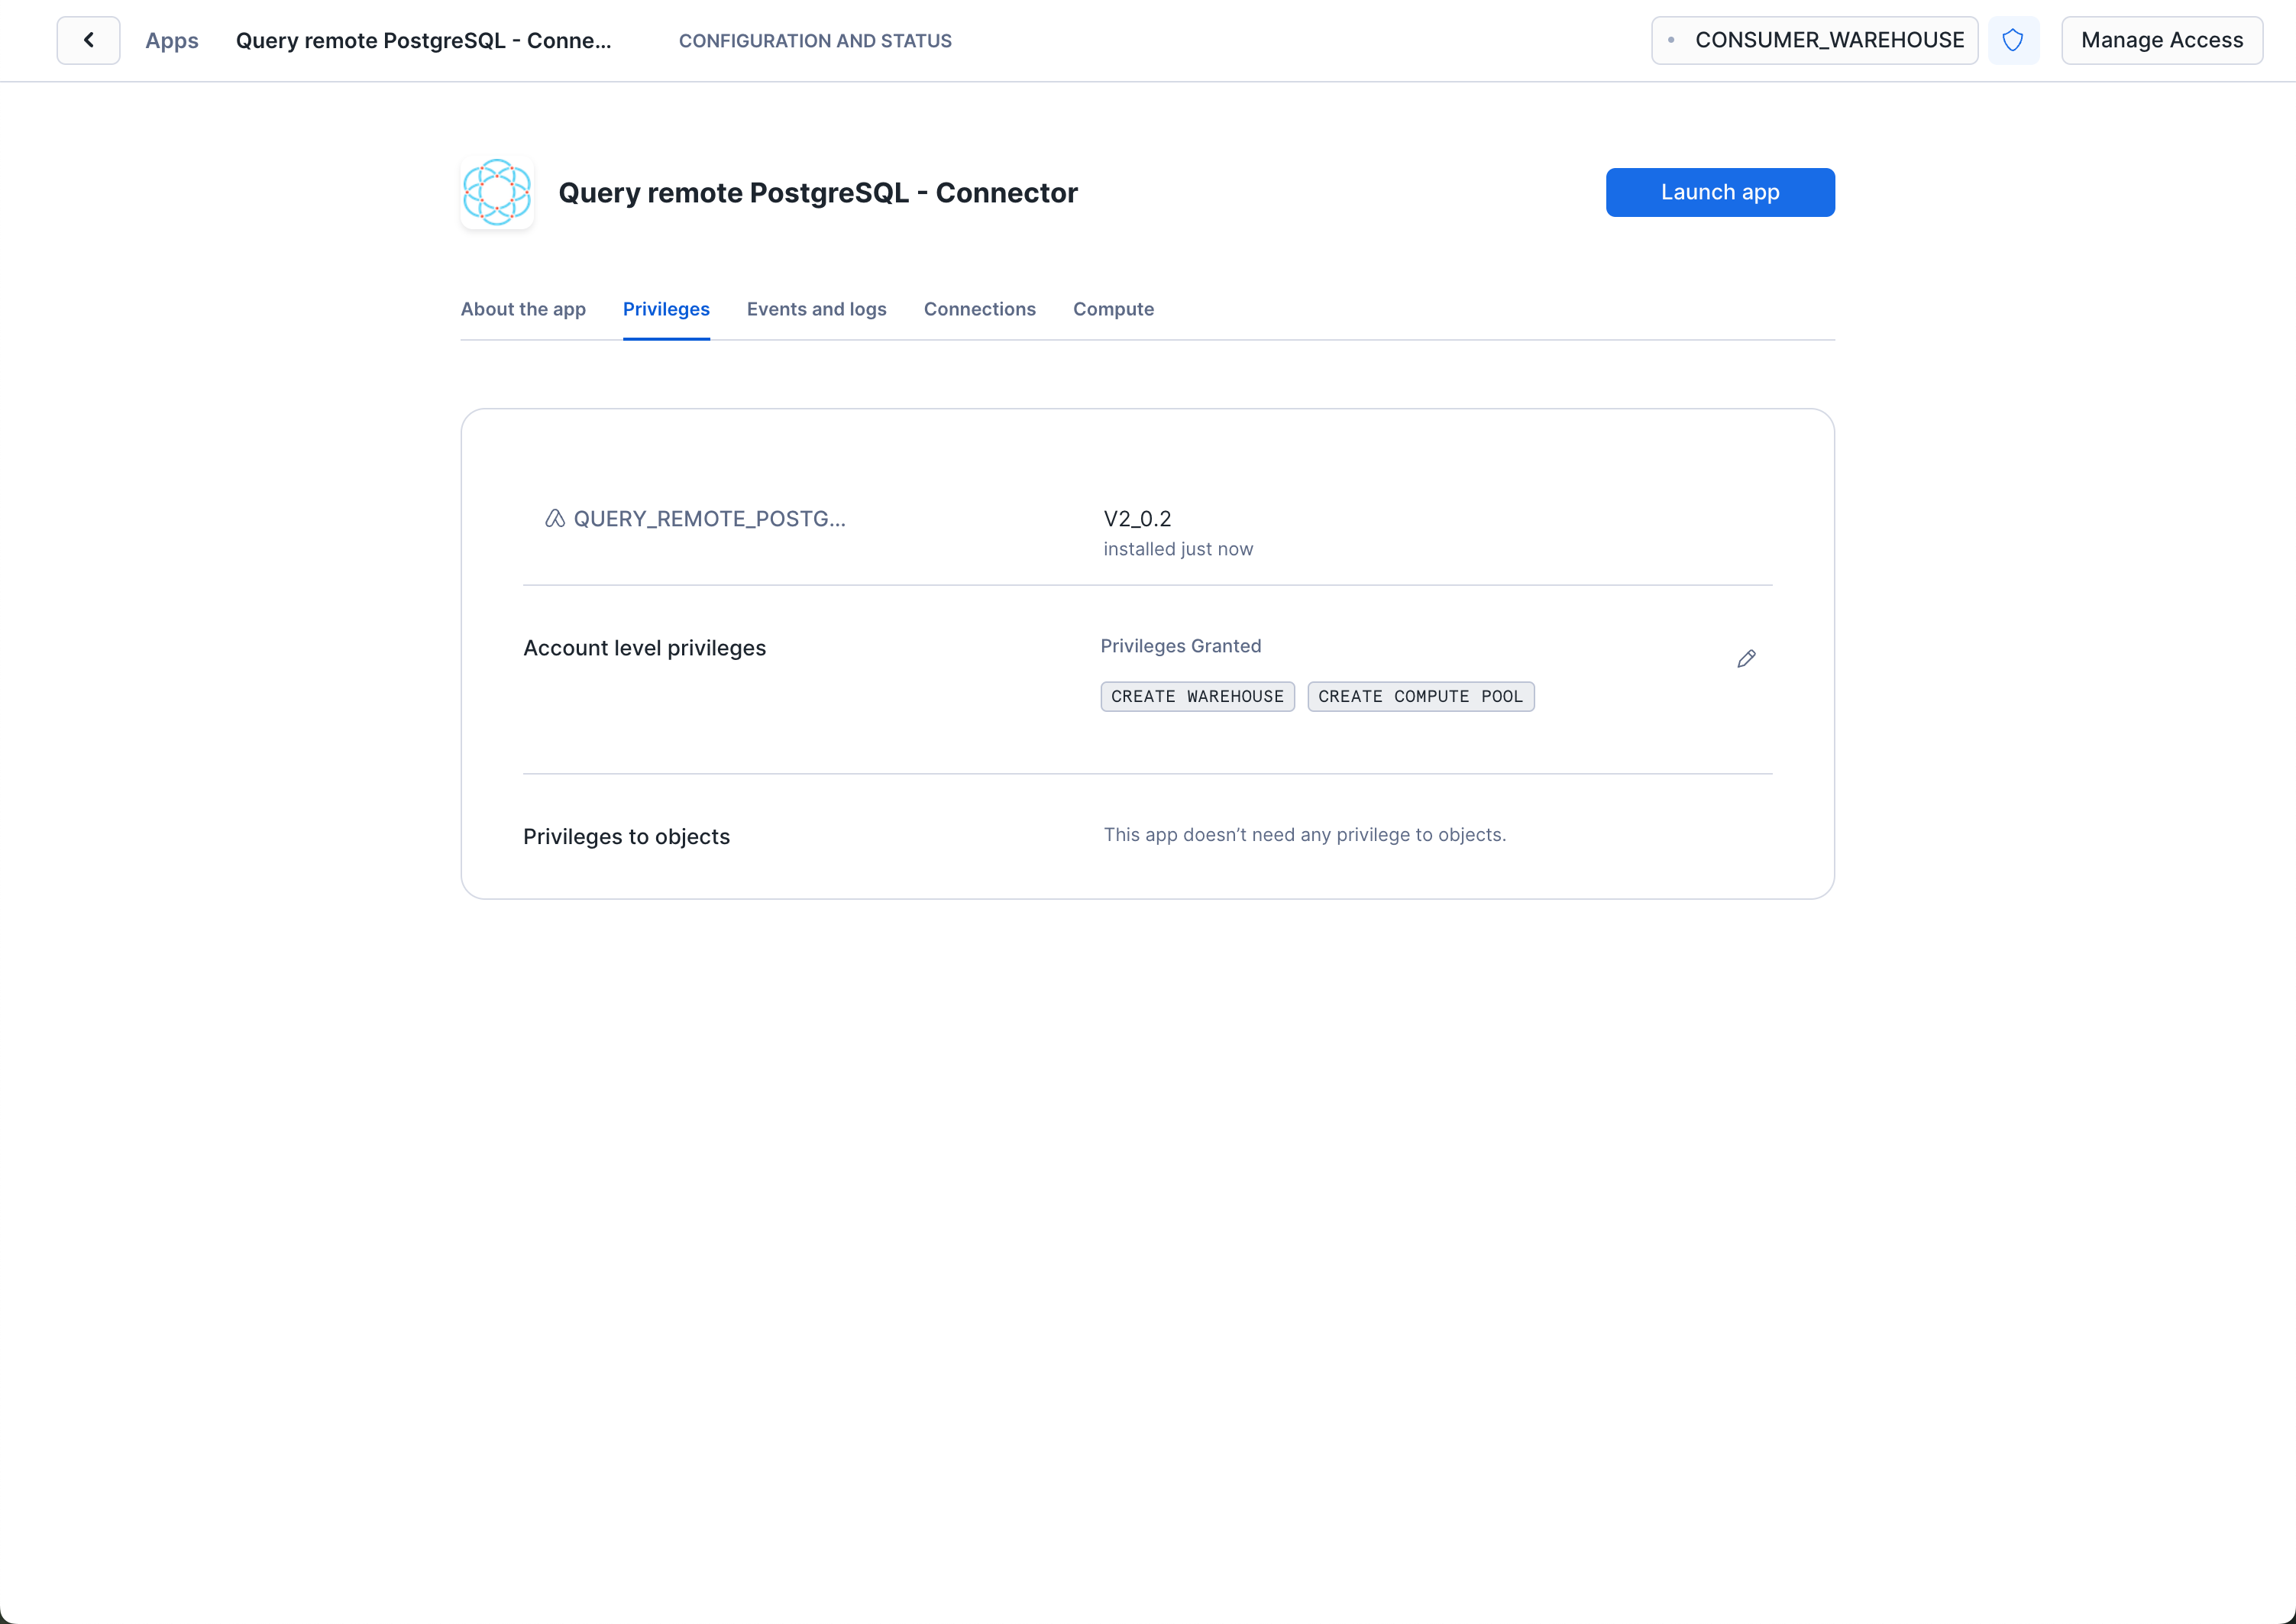 Apps
Query remote PostgreSQL - Conne...
CONFIGURATION AND STATUS
CONSUMER_WAREHOUSE
Manage Access
Query remote PostgreSQL - Connector
Launch app
About the app
Privileges
Events and logs
Connections
Compute
QUERY_REMOTE_POSTG...
V2_0.2
installed just now
Account level privileges
Privileges Granted
CREATE WAREHOUSE
CREATE COMPUTE POOL
Privileges to objects
This app doesn’t need any privilege to objects.